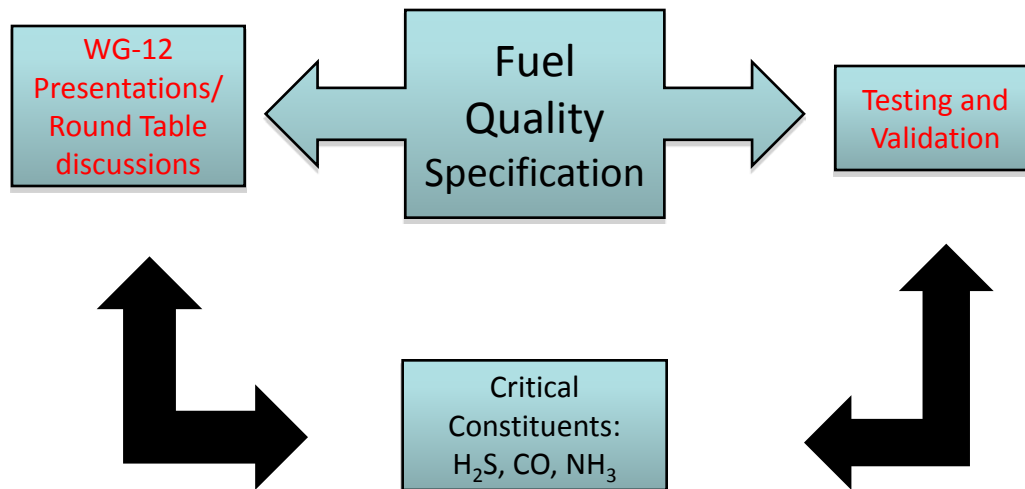 WG-12
Presentations/
Round Table
discussions
Fuel
Quality
Specification
Testing and
Validation
Critical
Constituents:
H₂S, CO, NH₃